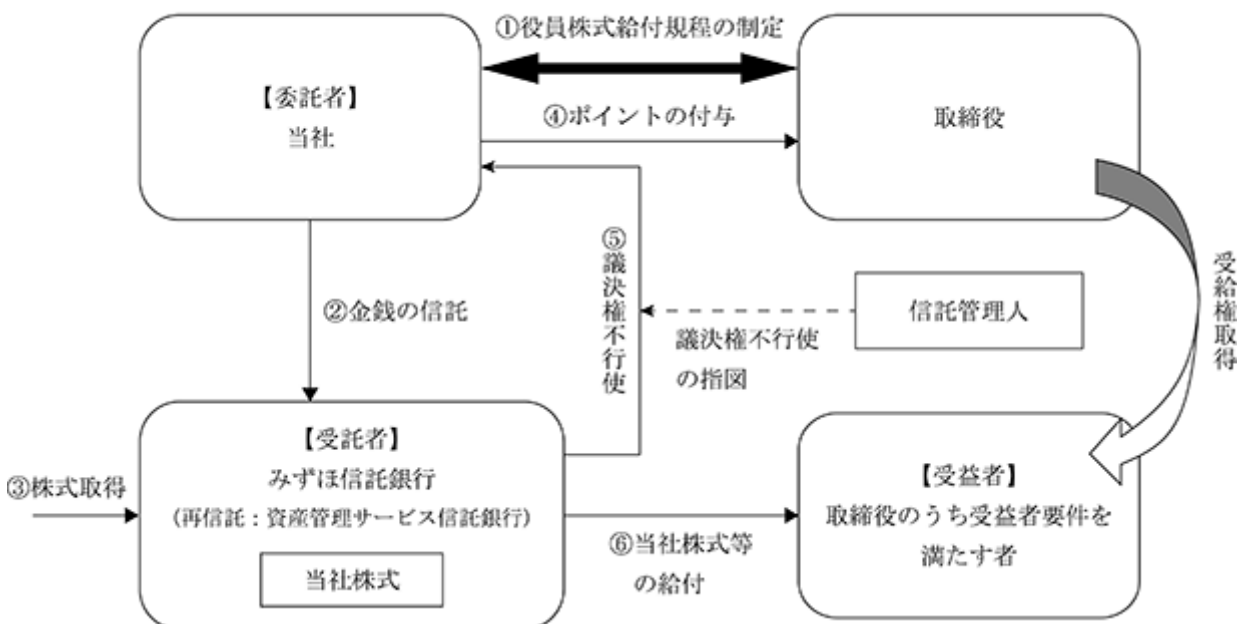 ①役員株式給付規程の制定
【委託者】
当社
④ポイントの付与
取締役
⑤議決権不行使
②金銭の信託
信託管理人
議決権不行使
の指図
受給権取得
③株式取得
【受託者】
みずほ信託銀行
(再信託：資産管理サービス信託銀行)
当社株式
⑥当社株式等
の給付
【受益者】
取締役のうち受益者要件を
満たす者